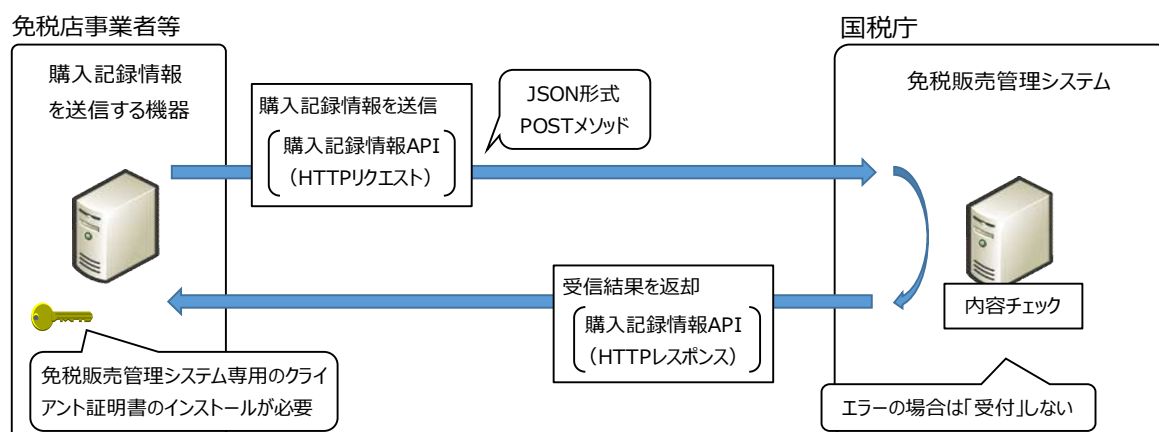 免税店事業者等
国税庁
購入記録情報
を送信する機器
購入記録情報を送信
購入記録情報API
(HTTPリクエスト)
JSON形式
POSTメソッド
免税販売管理システム
受信結果を返却
購入記録情報API
(HTTPレスポンス)
内容チェック
免税販売管理システム専用のクライ
アント証明書のインストールが必要
エラーの場合は「受付」しない